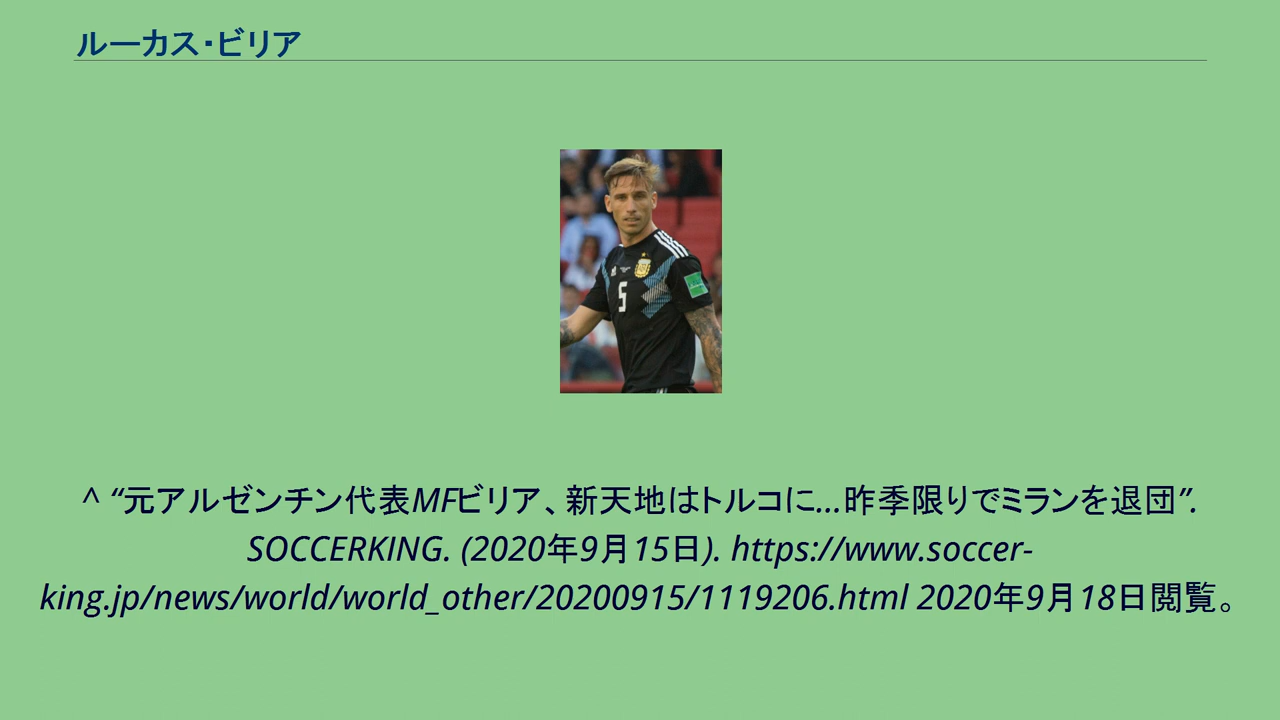 ルーカス・ビリア
5
^ “元アルゼンチン代表MFビリア、新天地はトルコに…昨季限りでミランを退団”.
SOCCERKING. (2020年9月15日). https://www.soccer-
king.jp/news/world/world_other/20200915/1119206.html 2020年9月18日閲覧。